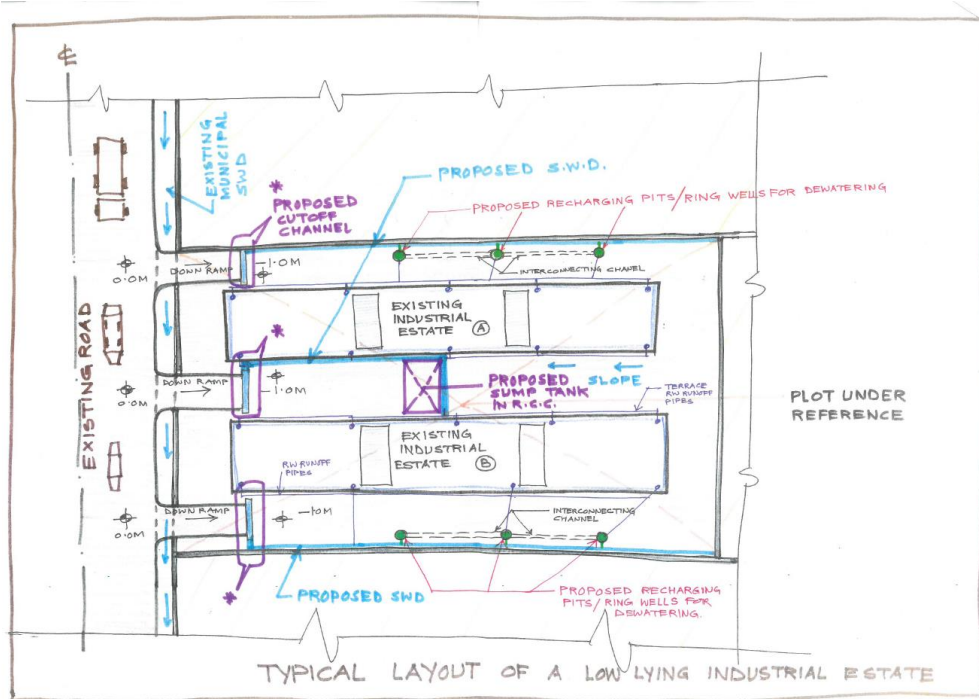 ℄
EXISTING
MUNICIPAL
SWD
*
PROPOSED
CUTOFF
CHANNEL
PROPOSED S.W.D.
PROPOSED RECHARGING PITS/RING WELLS FOR DEWATERING
0.0M
DOWN RAMP
-1.0M
INTERCONNECTING CHANEL
EXISTING
INDUSTRIAL
ESTATE A
*
EXISTING ROAD
DOWN RAMP
0.0M
-1.0M
PROPOSED
SUMP TANK
IN R.C.C.
SLOPE
TERRACE
RW RUNOFF
PIPES
PLOT UNDER
REFERENCE
EXISTING
INDUSTRIAL
ESTATE B
RW RUNOFF
PIPES
DOWN RAMP
0.0M
-10M
INTERCONNECTING
CHANNEL
*
PROPOSED SWD
PROPOSED RECHARGING
PITS/RING WELLS FOR
DEWATERING.
TYPICAL LAYOUT OF A LOW LYING INDUSTRIAL ESTATE